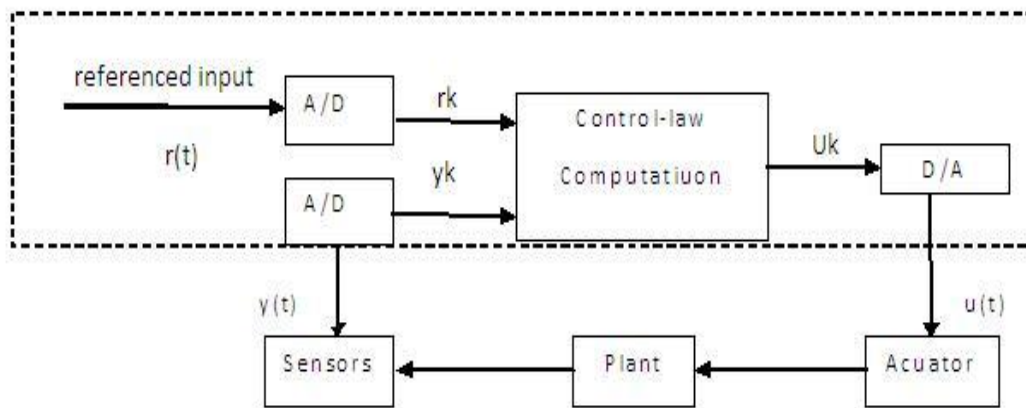 referenced input
A/D
r(t)
rk
yk
A/D
Control-law
Computatiuon
Uk
D/A
y(t)
u(t)
Sensors
Plant
Acuator